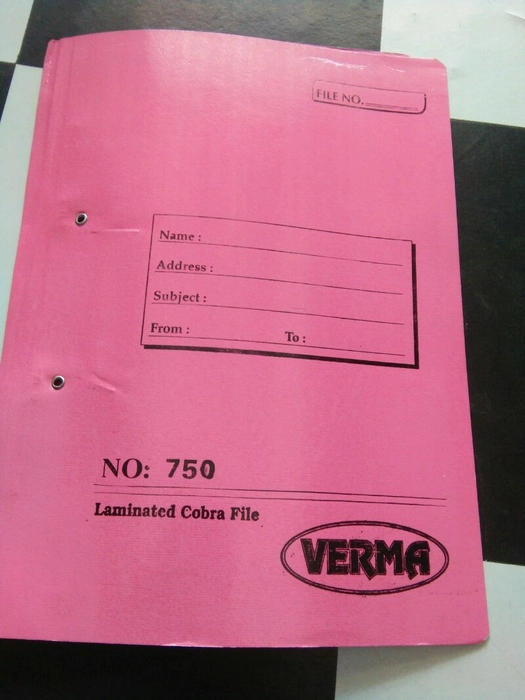 FILE NO.
Name :
Address :
Subject :
From : To :
NO: 750
Laminated Cobra File
VERMA